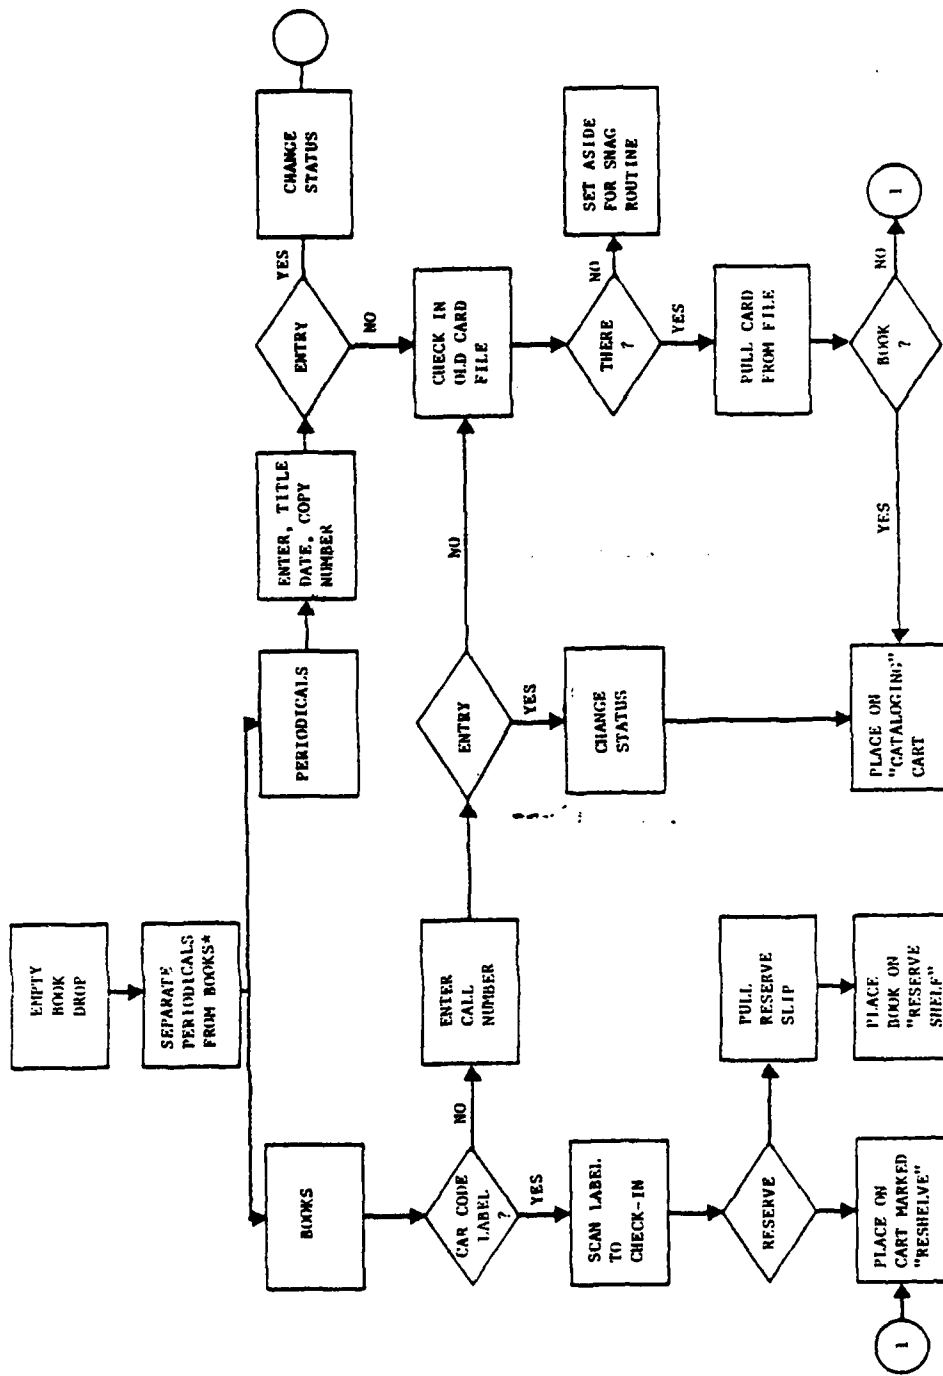 EMPTY
BOOK
DROP
SEPARATE
PERIODICALS
FROM BOOKS*
BOOKS
PERIODICALS
ENTER, TITLE
DATE, COPY
NUMBER
ENTRY
YES
CHANGE
STATUS
NO
CAR CODE
LABEL
?
NO
ENTER
CALL
NUMBER
ENTRY
NO
CHECK IN
OLD CARD
FILE
YES
SCAN LABEL
TO
CHECK-IN
YES
CHANGE
STATUS
THERE
?
NO
SET ASIDE
FOR SNAG
ROUTINE
YES
RESERVE
PULL
RESERVE
SLIP
PULL CARD
FROM FILE
1
PLACE ON
CART MARKED
"RESHELVE"
PLACE
BOOK ON
"RESERVE
SHELF"
PLACE ON
"CATALOGING"
CART
YES
BOOK
?
NO
1